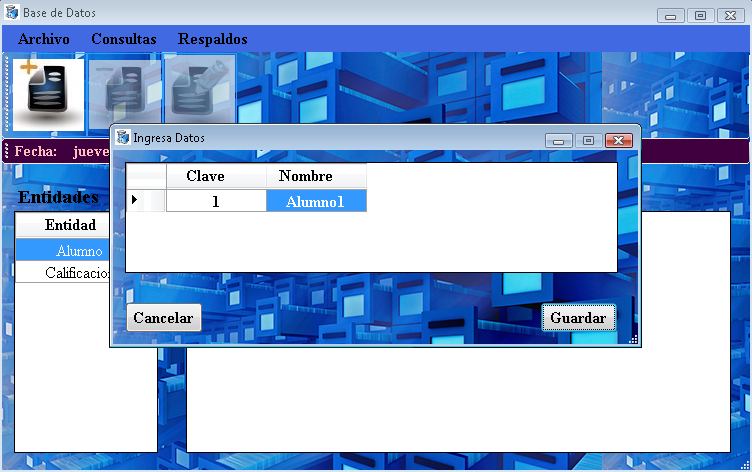 Base de Datos
Archivo Consultas Respaldos
Fecha: jueve
Entidades
Entidad
Alumno
Calificacion
Ingresa Datos
Clave Nombre
1 Alumno1
Cancelar Guardar